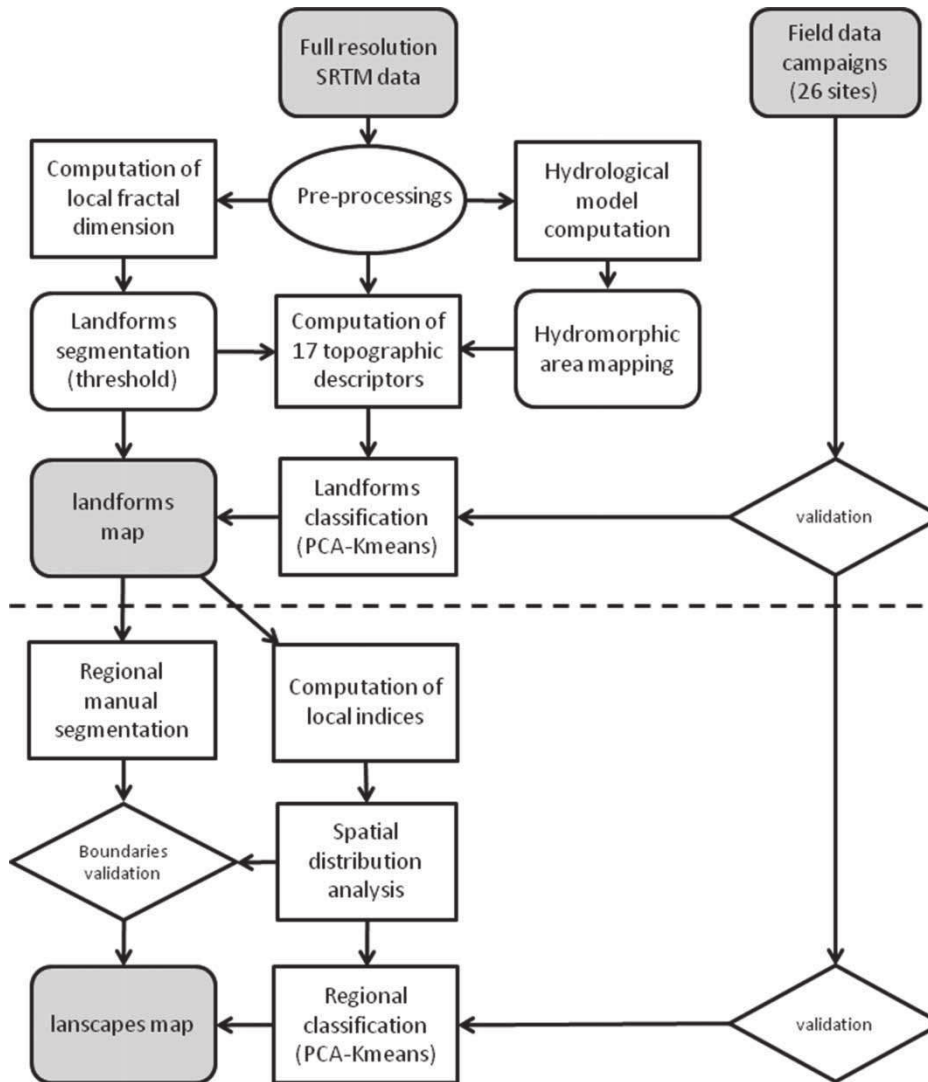 Full resolution
SRTM data
Field data
campaigns
(26 sites)
Computation of
local fractal
dimension
Pre-processings
Hydrological
model
computation
Landforms
segmentation
(threshold)
Computation of
17 topographic
descriptors
Hydromorphic
area mapping
landforms
map
Landforms
classification
(PCA-Kmeans)
validation
Regional
manual
segmentation
Computation of
local indices
Boundaries
validation
Spatial
distribution
analysis
lanscapes map
Regional
classification
(PCA-Kmeans)
validation